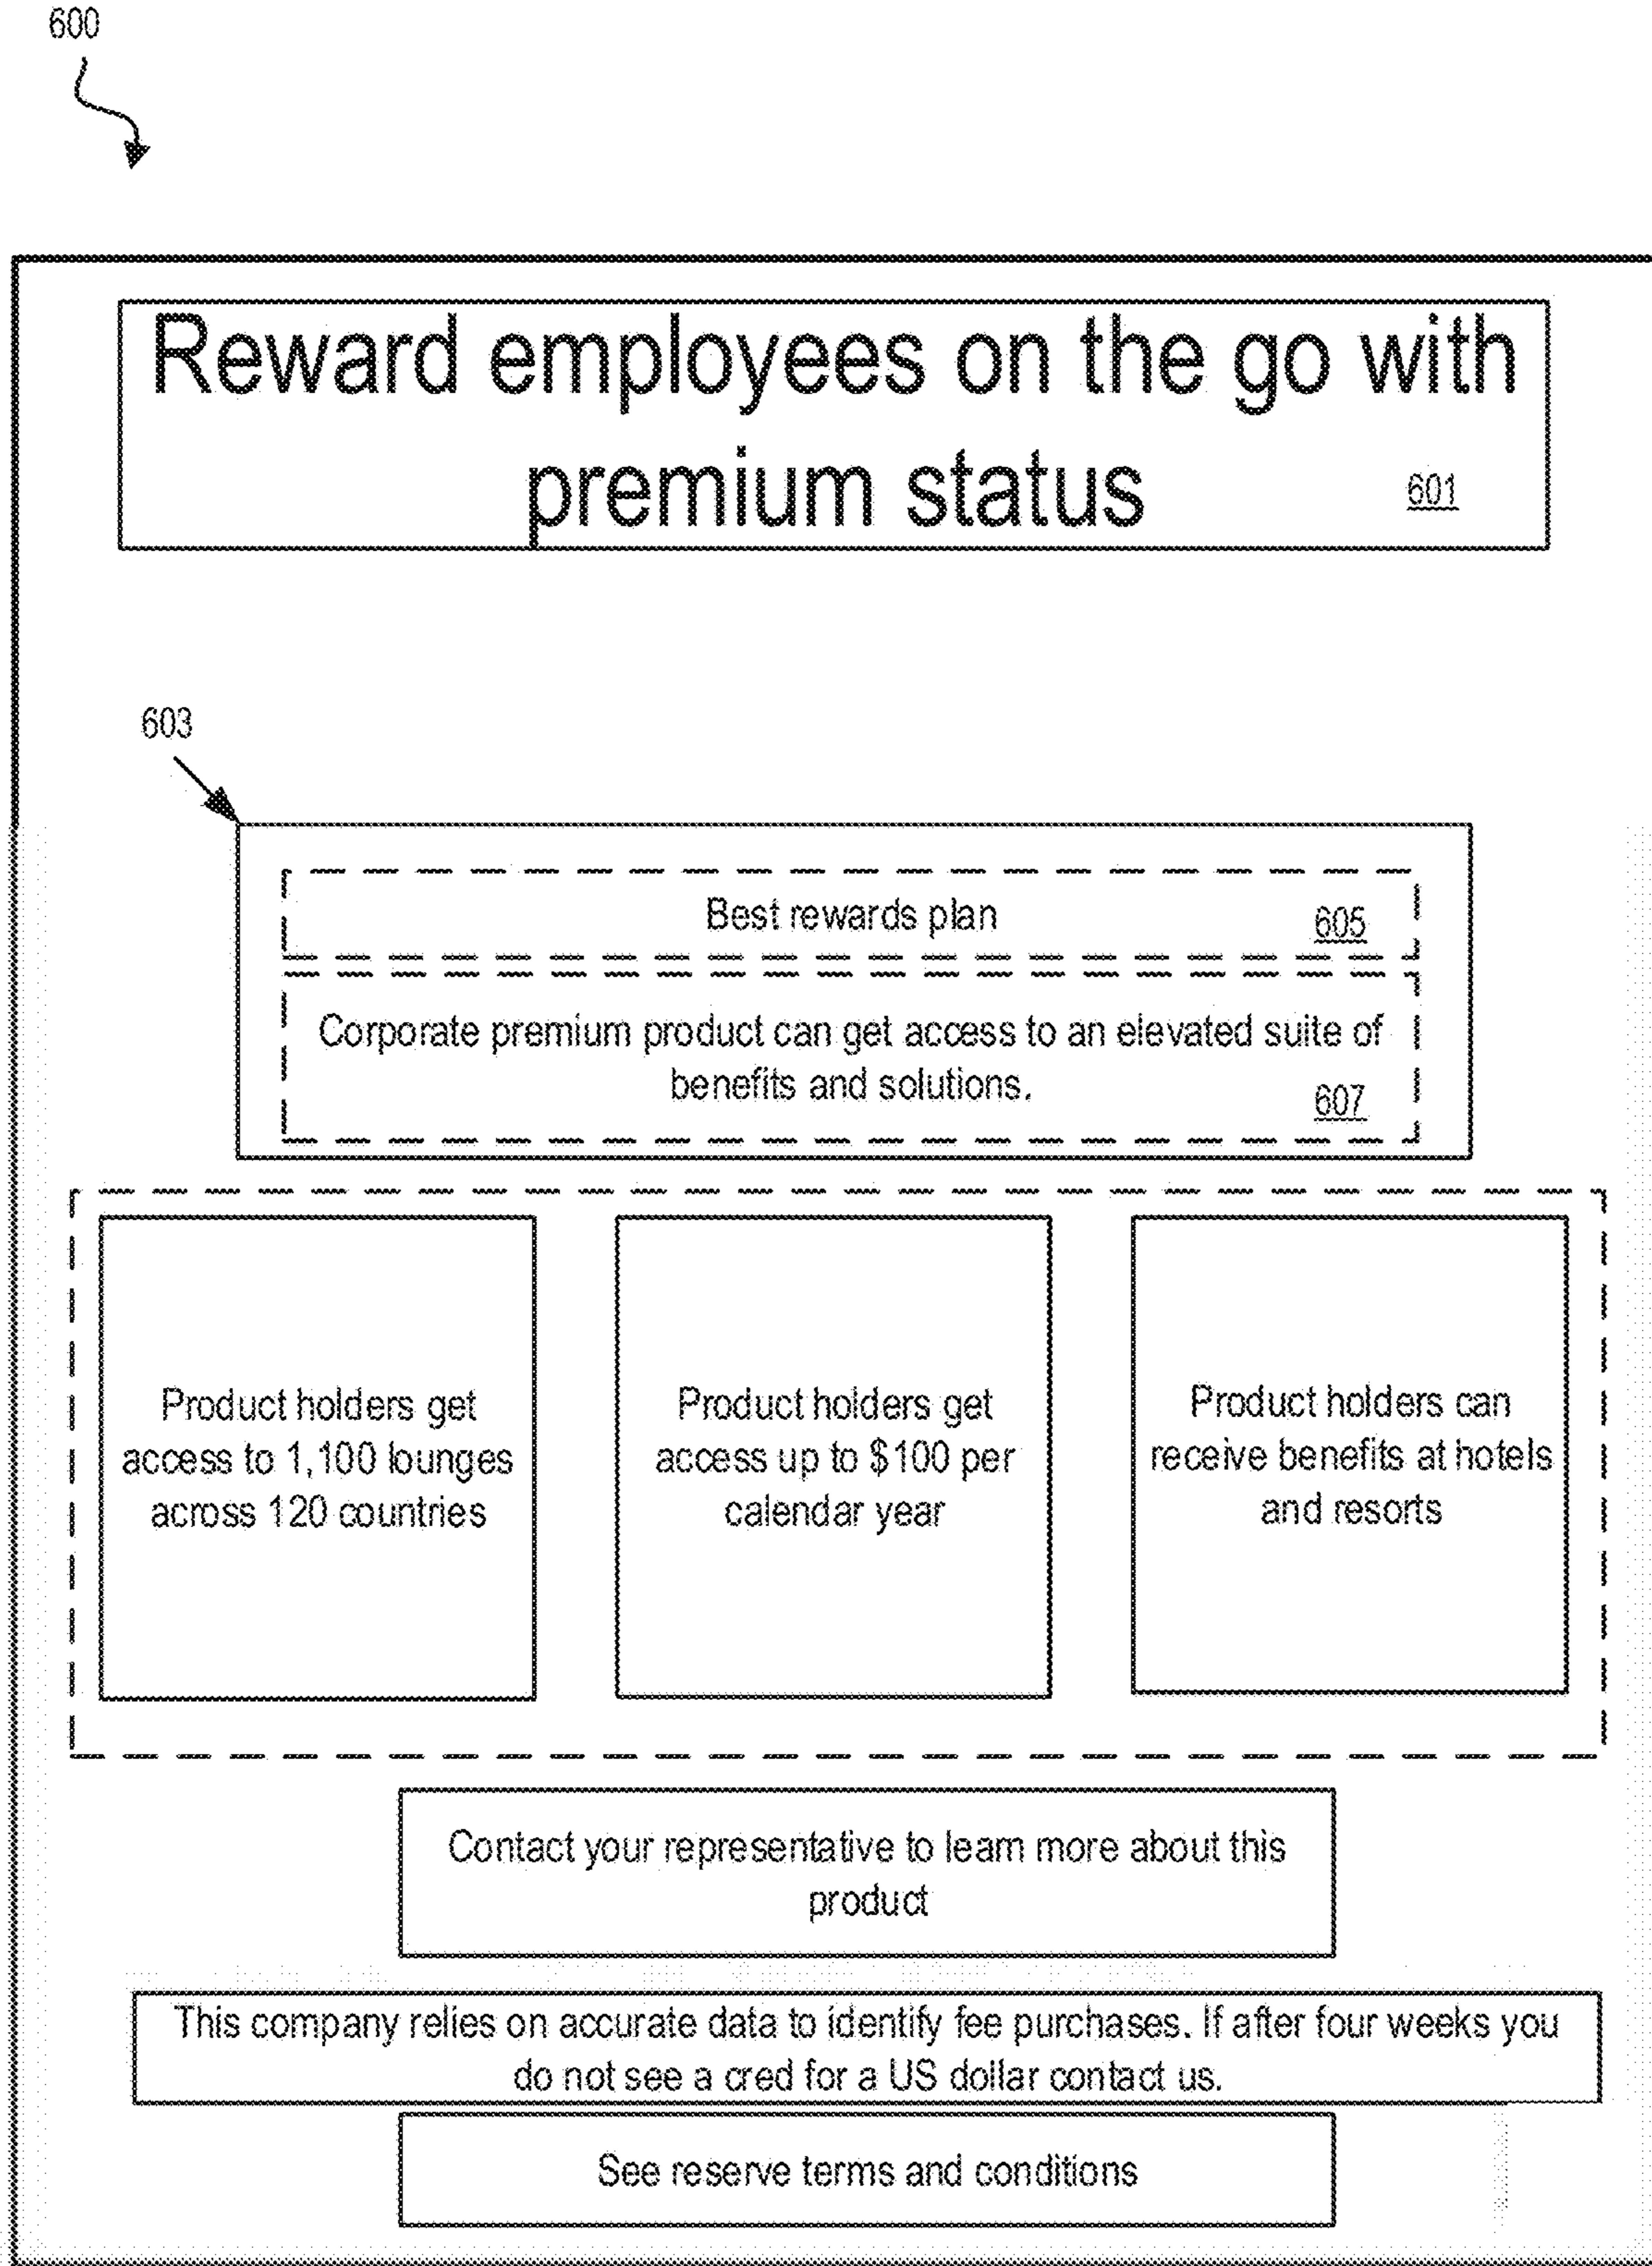 600
Reward employees on the go with
premium status
601
603
Best rewards plan
605
Corporate premium product can get access to an elevated suite of
benefits and solutions.
607
Product holders get
access to 1,100 lounges
across 120 countries
Product holders get
access up to $100 per
calendar year
Product holders can
receive benefits at hotels
and resorts
Contact your representative to learn more about this
product
This company relies on accurate data to identify fee purchases. If after four weeks you
do not see a cred for a US dollar contact us.
See reserve terms and conditions